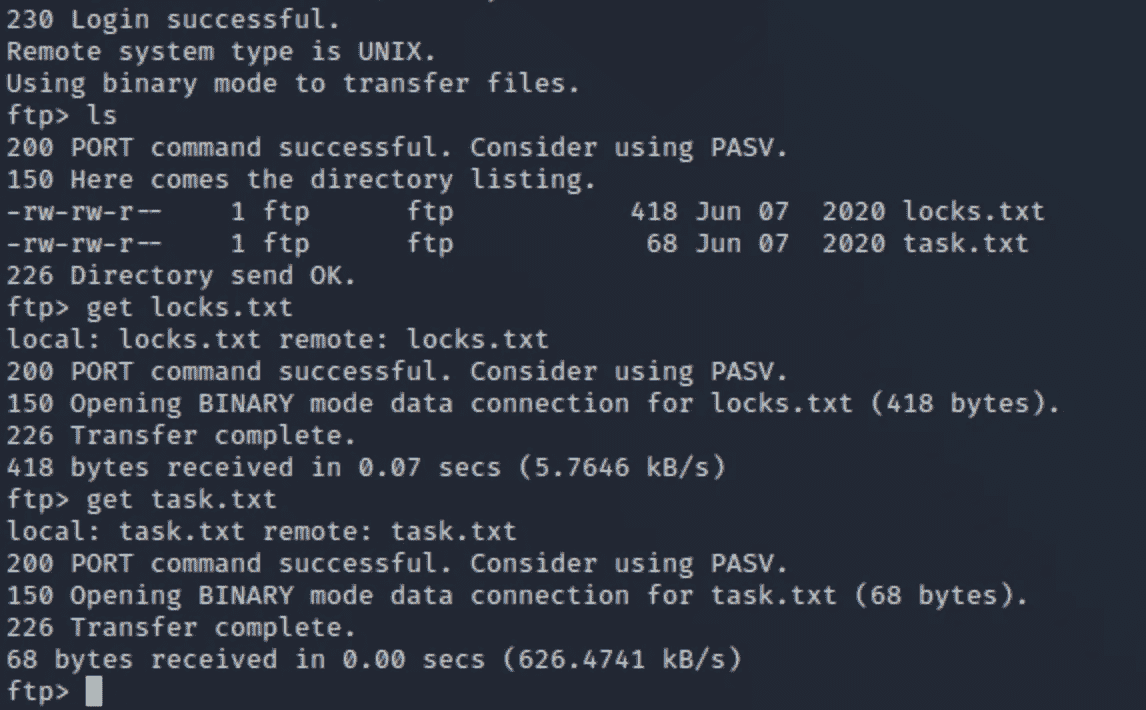 230 Login successful.
Remote system type is UNIX.
Using binary mode to transfer files.
ftp> ls
200 PORT command successful. Consider using PASV.
150 Here comes the directory listing.
-rw-rw-r--    1 ftp      ftp           418 Jun 07  2020 locks.txt
-rw-rw-r--    1 ftp      ftp            68 Jun 07  2020 task.txt
226 Directory send OK.
ftp> get locks.txt
local: locks.txt remote: locks.txt
200 PORT command successful. Consider using PASV.
150 Opening BINARY mode data connection for locks.txt (418 bytes).
226 Transfer complete.
418 bytes received in 0.07 secs (5.7646 kB/s)
ftp> get task.txt
local: task.txt remote: task.txt
200 PORT command successful. Consider using PASV.
150 Opening BINARY mode data connection for task.txt (68 bytes).
226 Transfer complete.
68 bytes received in 0.00 secs (626.4741 kB/s)
ftp>